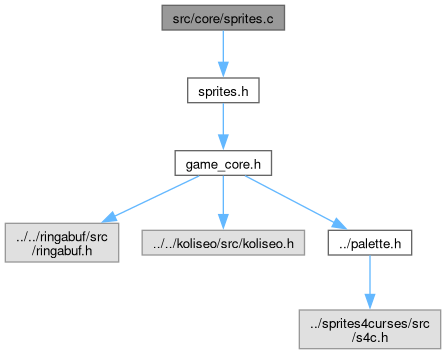 src/core/sprites.c
sprites.h
game_core.h
../../ringabuf/src
/ringabuf.h
../../koliseo/src/koliseo.h
../palette.h
../sprites4curses/src
/s4c.h